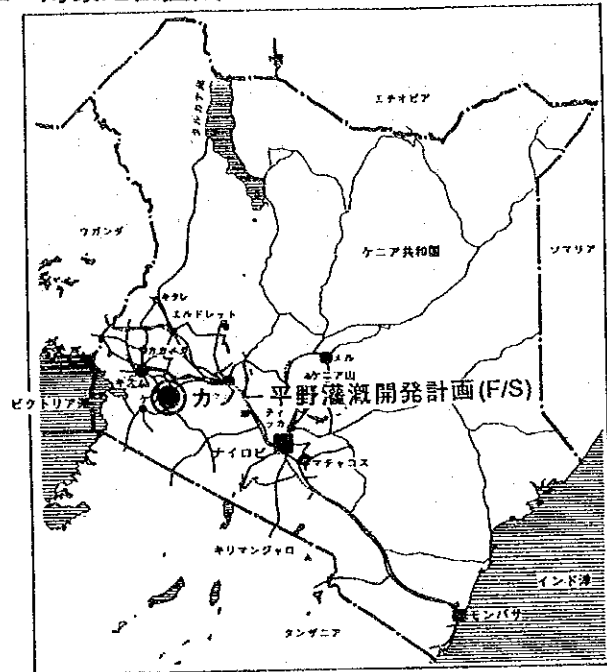 エチオピア
ウガンダ
ケニア共和国
ソマリア
キタレ
エルドレット
カカメガ
メル
ケニア山
キスム
ビクトリア湖
カノー平野灌漑開発計画(F/S)
ナイロビ
マチャコス
キリマンジャロ
インド洋
モンバサ
タンザニア